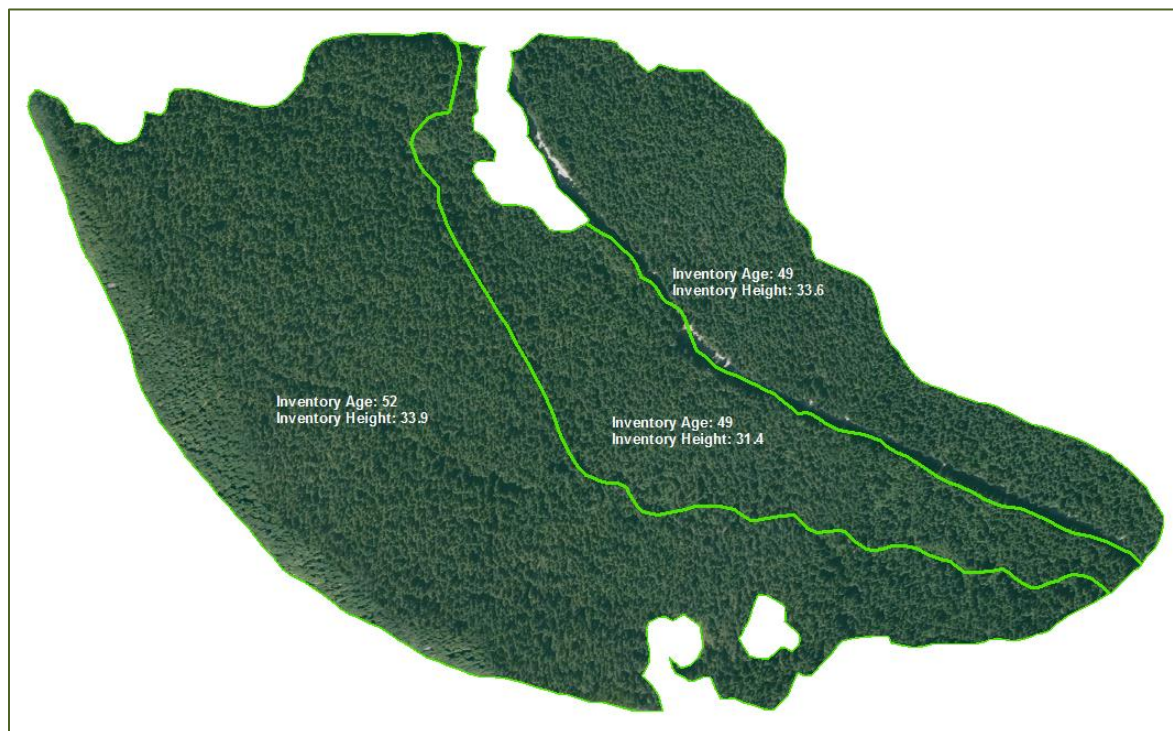 Inventory Age: 49
Inventory Height: 33.6
Inventory Age: 52
Inventory Height: 33.9
Inventory Age: 49
Inventory Height: 31.4